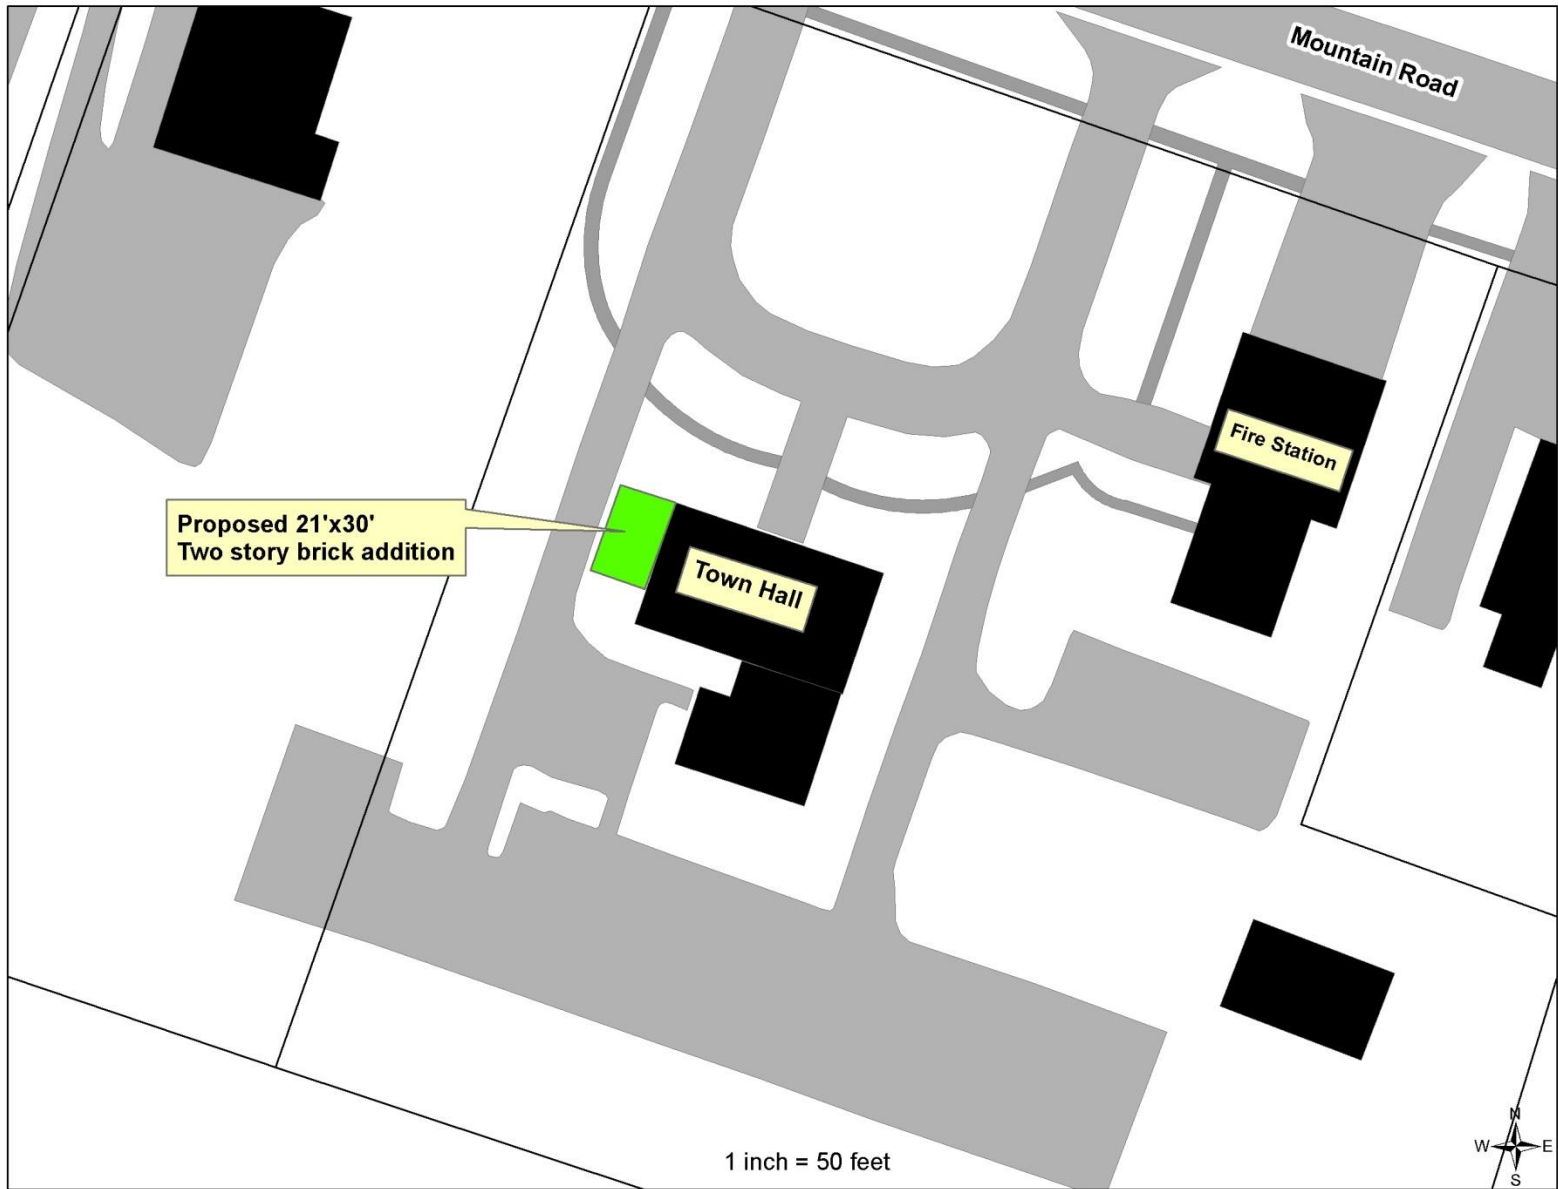 Mountain Road
Fire Station
Proposed 21'x30'
Two story brick addition
Town Hall
1 inch = 50 feet
N
W E
S